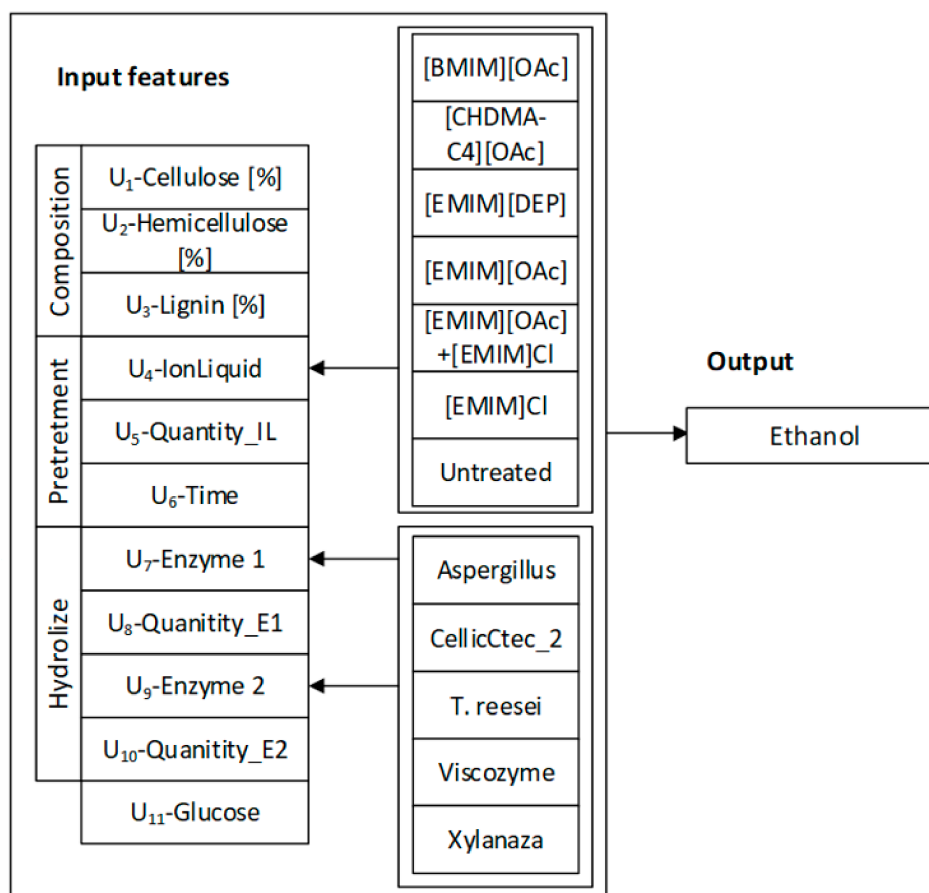 Input features
Composition
U₁-Cellulose [%]
U₂-Hemicellulose
[%]
U₃-Lignin [%]
Pretretment
U₄-IonLiquid
U₅-Quantity_IL
U₆-Time
Hydrolize
U₇-Enzyme 1
U₈-Quanitity_E1
U₉-Enzyme 2
U₁₀-Quanitity_E2
U₁₁-Glucose
[BMIM][OAc]
[CHDMA-
C4][OAc]
[EMIM][DEP]
[EMIM][OAc]
[EMIM][OAc]
+[EMIM]Cl
[EMIM]Cl
Untreated
Aspergillus
CellicCtec_2
T. reesei
Viscozyme
Xylanaza
Output
Ethanol